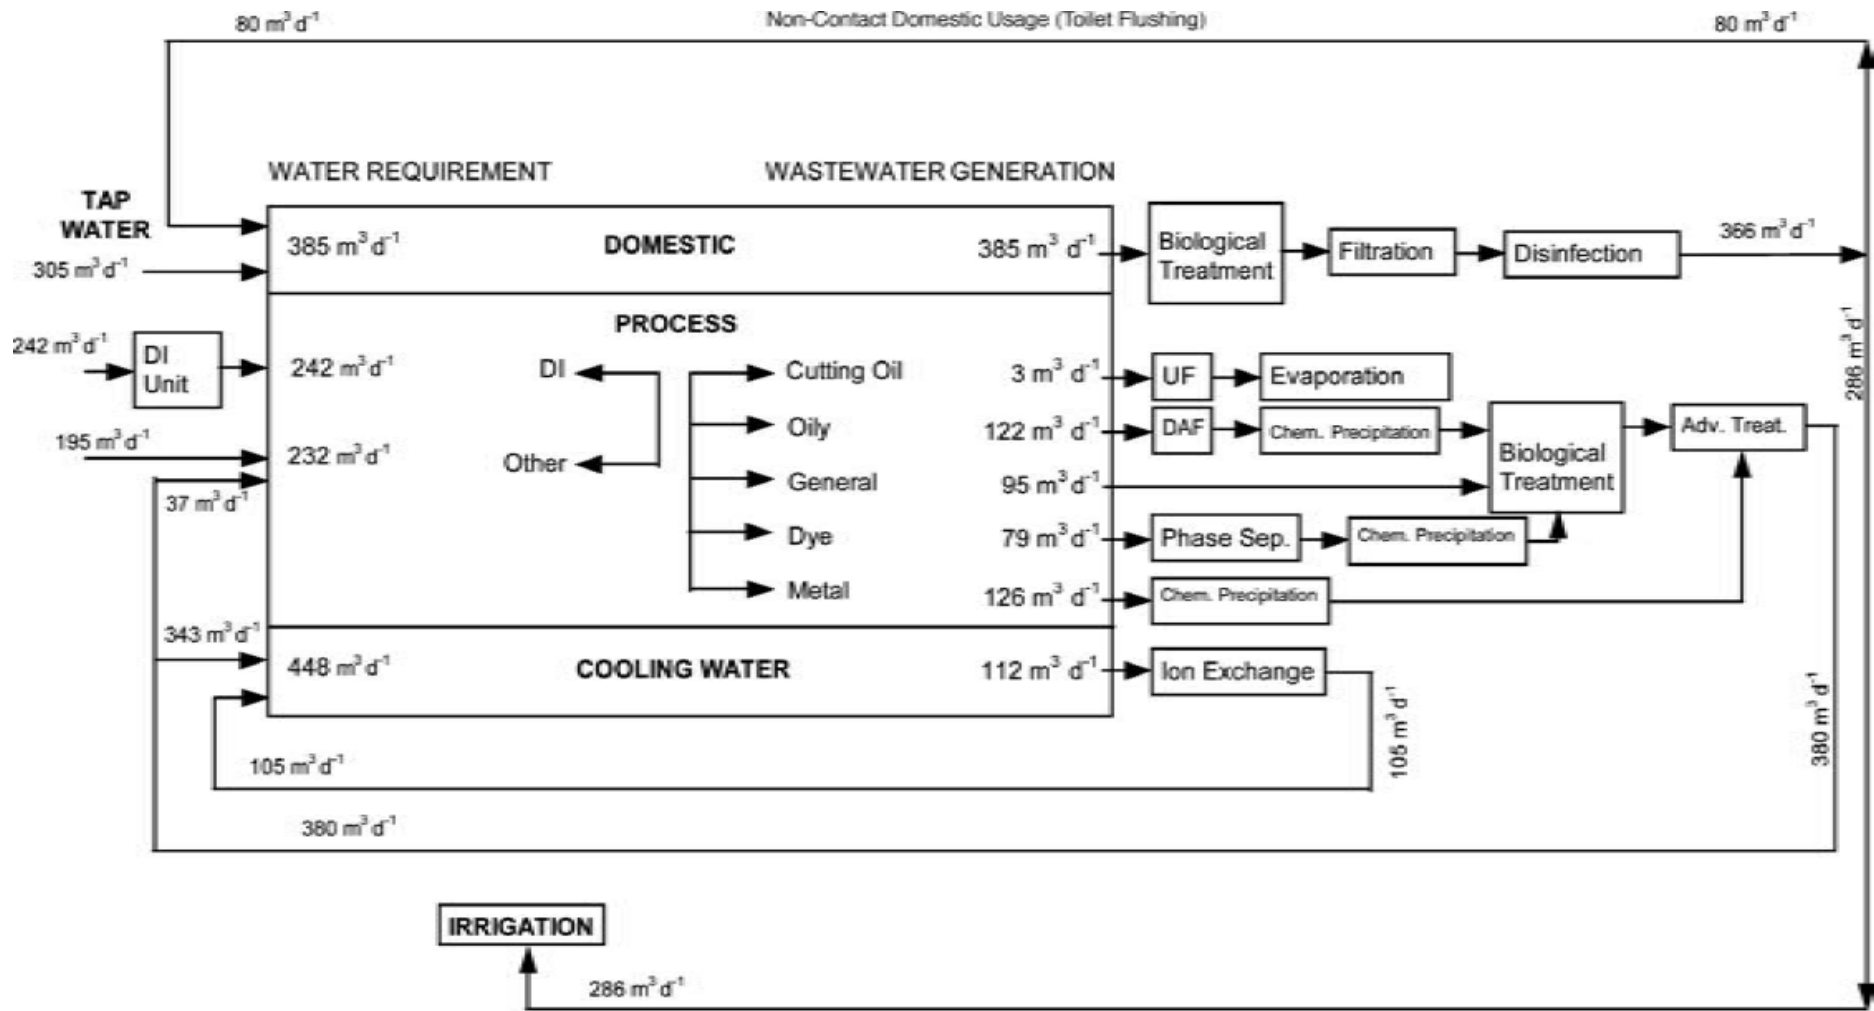 Non-Contact Domestic Usage (Toilet Flushing)
80 m³ d⁻¹
80 m³ d⁻¹
WATER REQUIREMENT
WASTEWATER GENERATION
TAP
WATER
385 m³ d⁻¹
DOMESTIC
385 m³ d⁻¹
Biological
Treatment
Filtration
Disinfection
366 m³ d⁻¹
305 m³ d⁻¹
PROCESS
242 m³ d⁻¹
DI
Unit
242 m³ d⁻¹
DI
Cutting Oil
3 m³ d⁻¹
UF
Evaporation
286 m³ d⁻¹
Oily
122 m³ d⁻¹
DAF
Chem. Precipitation
Adv. Treat.
195 m³ d⁻¹
232 m³ d⁻¹
Other
Biological
Treatment
General
95 m³ d⁻¹
37 m³ d⁻¹
Dye
79 m³ d⁻¹
Phase Sep.
Chem. Precipitation
Metal
126 m³ d⁻¹
Chem. Precipitation
343 m³ d⁻¹
448 m³ d⁻¹
COOLING WATER
112 m³ d⁻¹
Ion Exchange
105 m³ d⁻¹
380 m³ d⁻¹
105 m³ d⁻¹
380 m³ d⁻¹
IRRIGATION
286 m³ d⁻¹